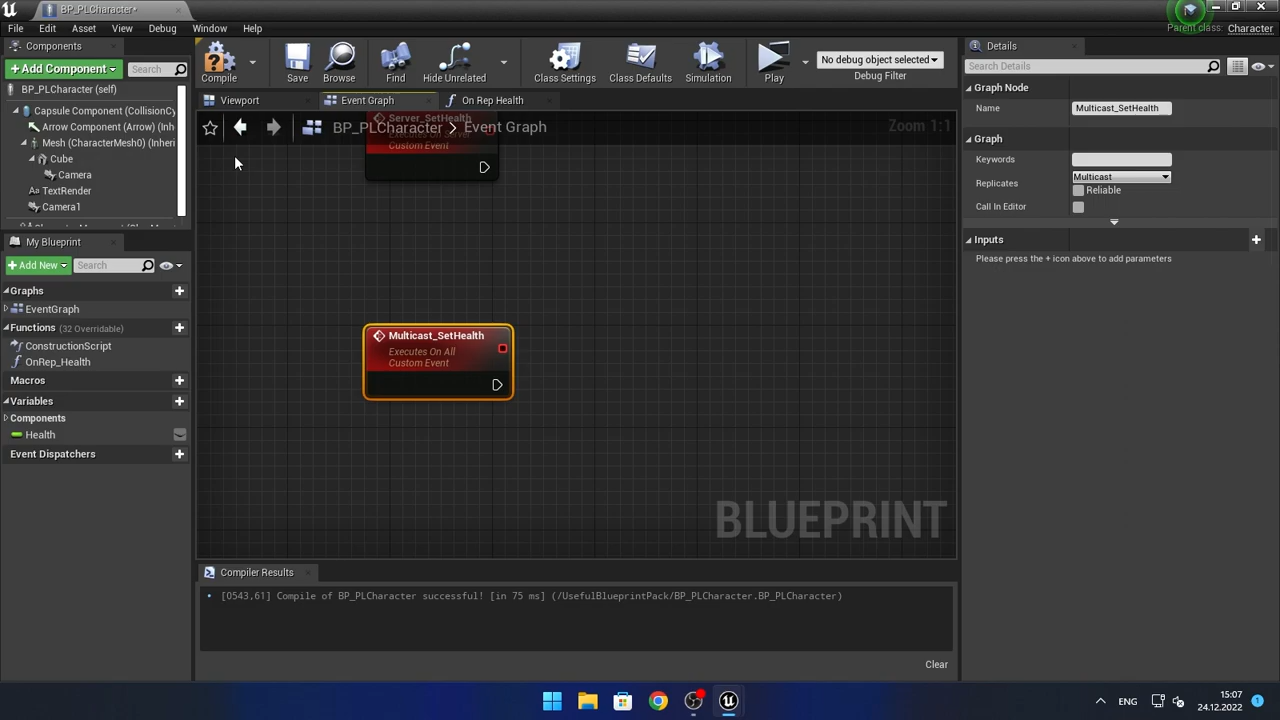 BP_PLCharacter*
File Edit Asset View Debug Window Help
Parent class: Character
Components
+ Add Component
Search
BP_PLCharacter (self)
Capsule Component (CollisionCy
Arrow Component (Arrow) (Inh
Mesh (CharacterMesh0) (Inheri
Cube
Camera
TextRender
Camera1
Compile
Save
Browse
Find
Hide Unrelated
Class Settings
Class Defaults
Simulation
Play
No debug object selected
Debug Filter
Viewport
Event Graph
On Rep Health
BP_PLCharacter > Event Graph
Zoom 1:1
Server_SetHealth
Executes On Server
Custom Event
Multicast_SetHealth
Executes On All
Custom Event
BLUEPRINT
My Blueprint
+ Add New
Search
Graphs
EventGraph
Functions (32 Overridable)
ConstructionScript
OnRep_Health
Macros
Variables
Components
Health
Event Dispatchers
Compiler Results
[0543,61] Compile of BP_PLCharacter successful! [in 75 ms] (/UsefulBlueprintPack/BP_PLCharacter.BP_PLCharacter)
Clear
Details
Search Details
Graph Node
Name Multicast_SetHealth
Graph
Keywords
Replicates Multicast
Reliable
Call In Editor
Inputs
Please press the + icon above to add parameters
ENG
15:07
24.12.2022
1